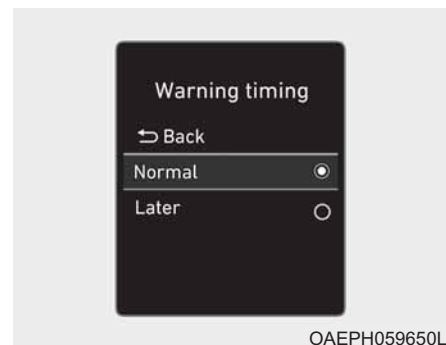 Warning timing
Back
Normal
Later
OAEPH059650L